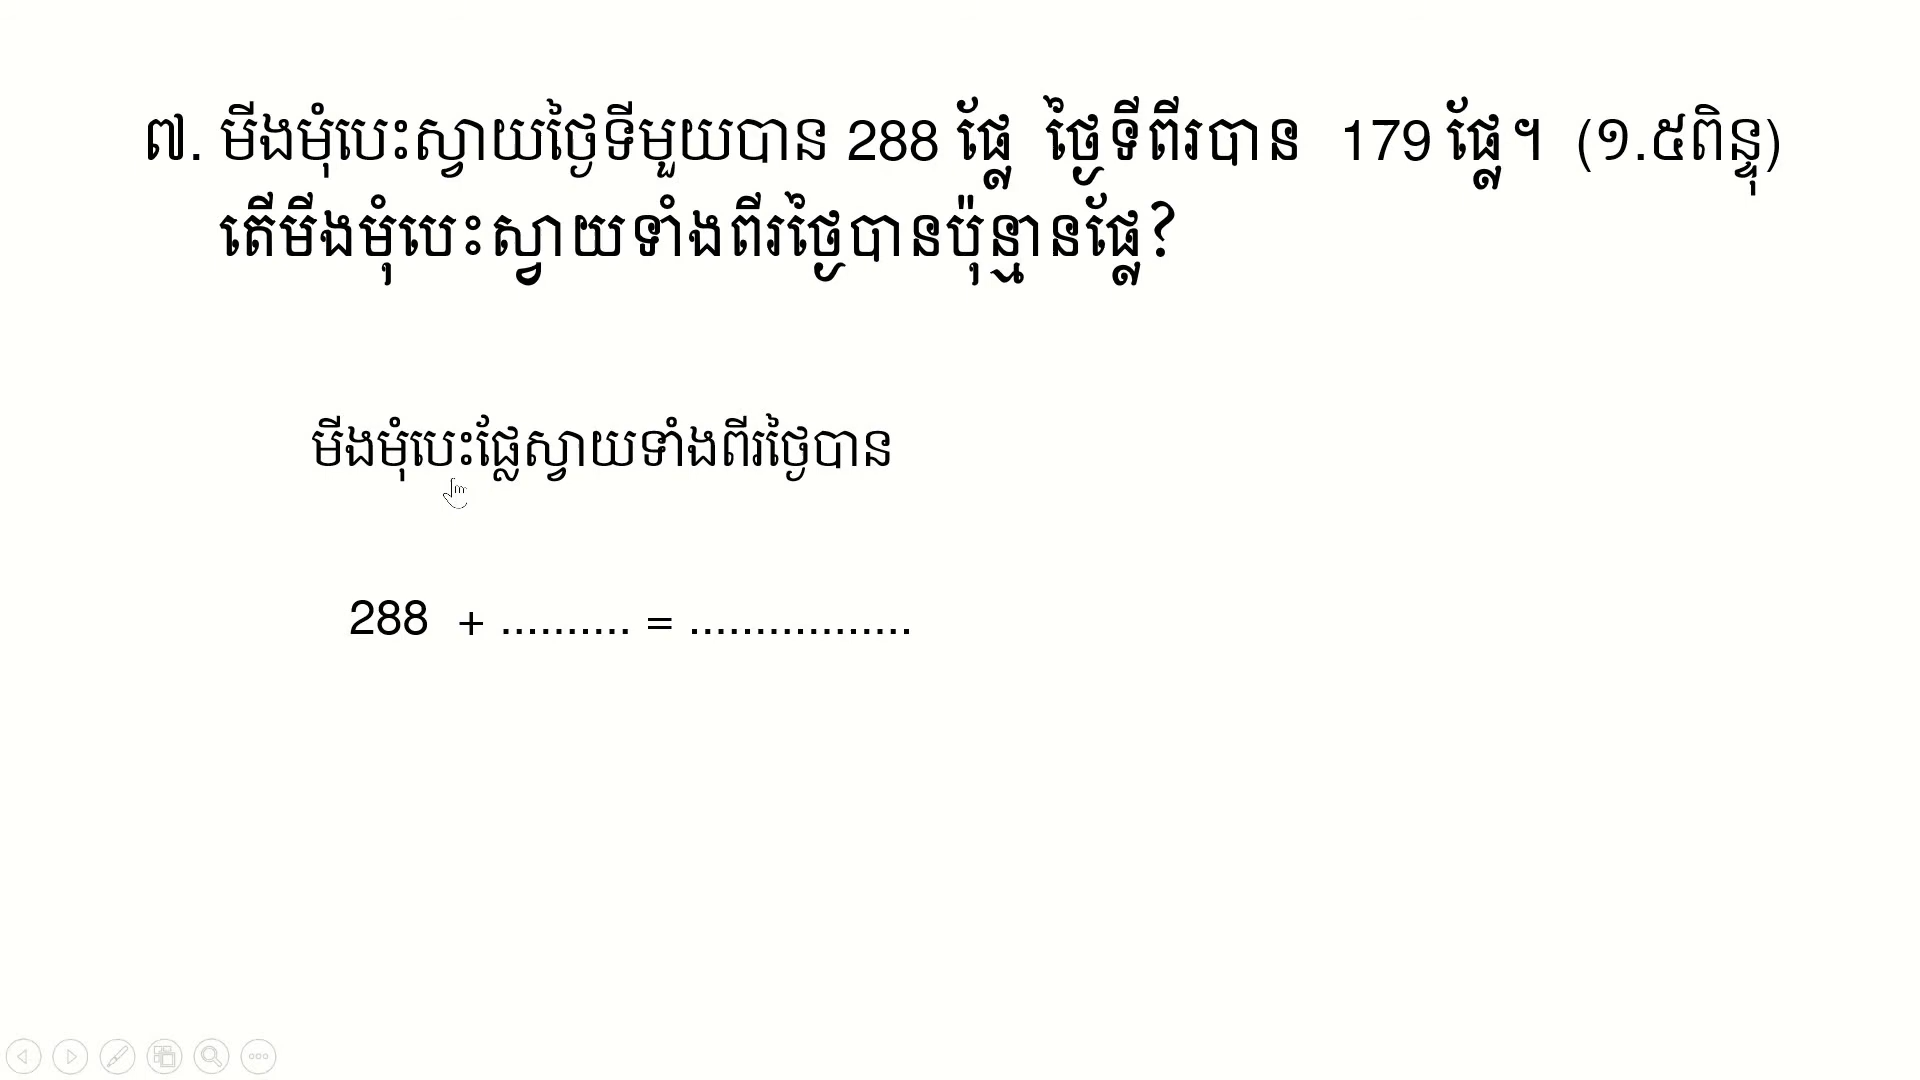 ៧. មីងមុំបេះស្វាយថ្ងៃទីមួយបាន 288 ផ្លែ ថ្ងៃទីពីរបាន 179 ផ្លែ។ (១.៥ពិន្ទុ)
តើមីងមុំបេះស្វាយទាំងពីរថ្ងៃបានប៉ុន្មានផ្លែ?
មីងមុំបេះផ្លែស្វាយទាំងពីរថ្ងៃបាន
288 + .......... = .................